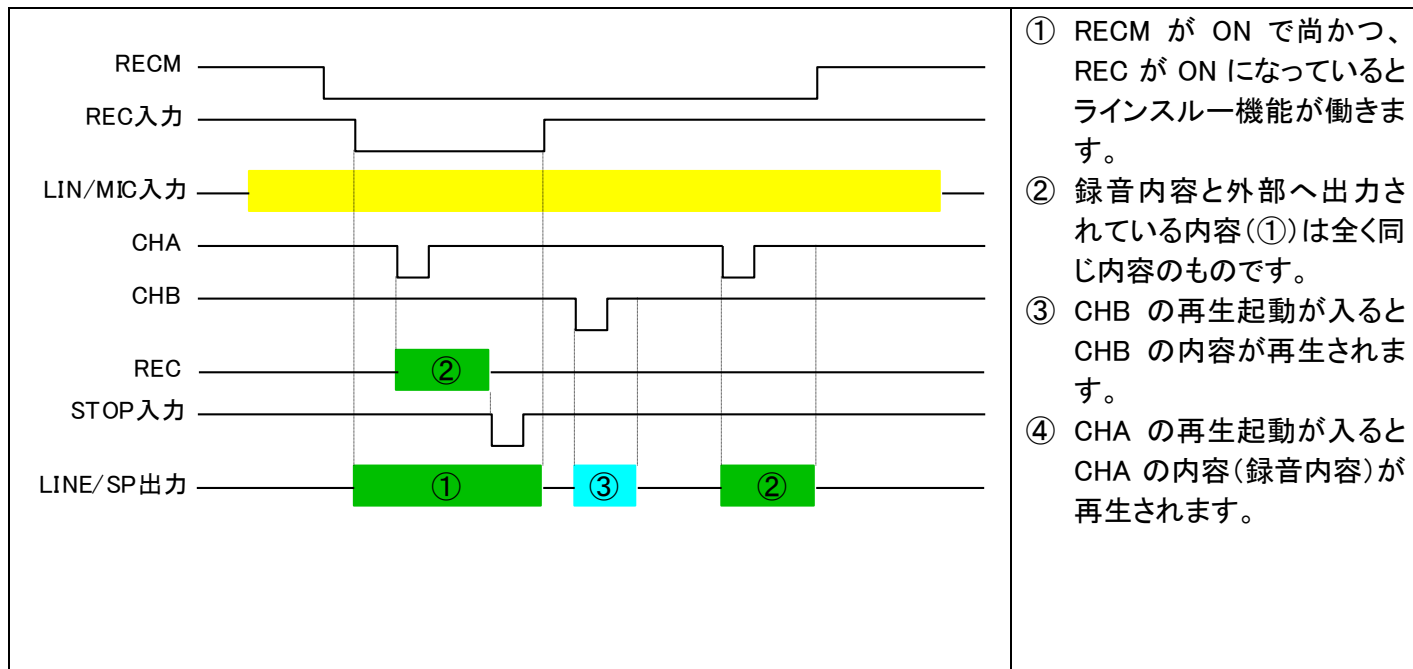 RECM
REC入力
LIN/MIC入力
CHA
CHB
REC
②
STOP入力
LINE/SP出力
①
③
②
① RECM が ON で尚かつ、
REC が ON になっていると
ラインスルー機能が働きま
す。
② 録音内容と外部へ出力さ
れている内容(①)は全く同
じ内容のものです。
③ CHB の再生起動が入ると
CHB の内容が再生されま
す。
④ CHA の再生起動が入ると
CHA の内容(録音内容)が
再生されます。